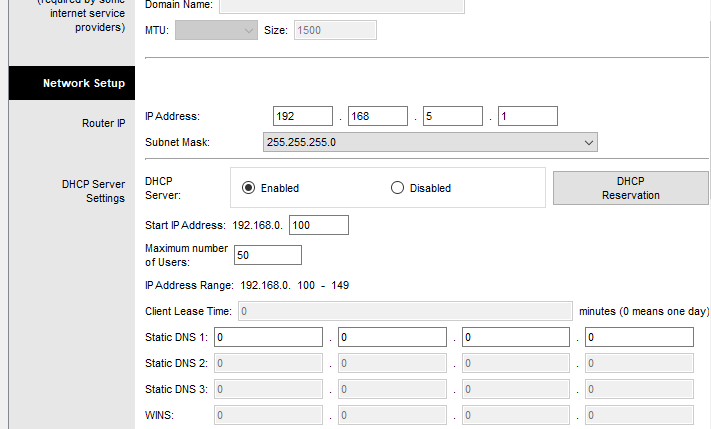 (required by some
internet service
providers)
Domain Name:
MTU: Size: 1500
Network Setup
Router IP
IP Address: 192 . 168 . 5 . 1
Subnet Mask: 255.255.255.0
DHCP Server
Settings
DHCP
Server:
Enabled Disabled
DHCP
Reservation
Start IP Address: 192.168.0. 100
Maximum number
of Users: 50
IP Address Range: 192.168.0. 100 - 149
Client Lease Time: 0 minutes (0 means one day)
Static DNS 1: 0 . 0 . 0 . 0
Static DNS 2: 0 . 0 . 0 . 0
Static DNS 3: 0 . 0 . 0 . 0
WINS: 0 . 0 . 0 . 0